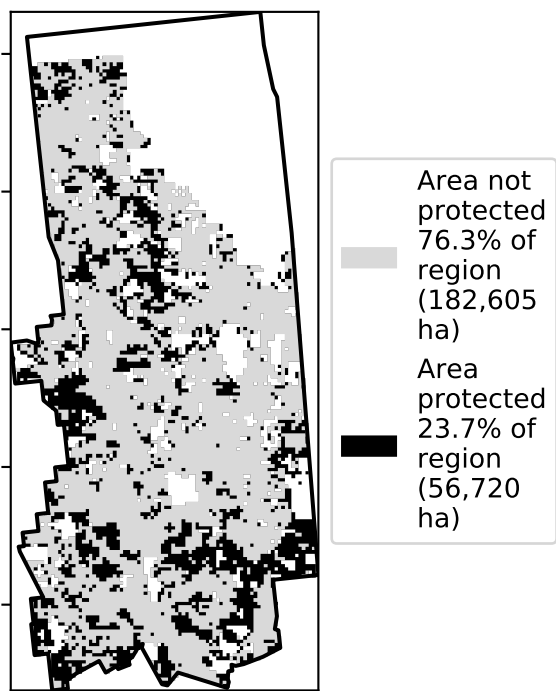 Area not
protected
76.3% of
region
(182,605
ha)
Area
protected
23.7% of
region
(56,720
ha)